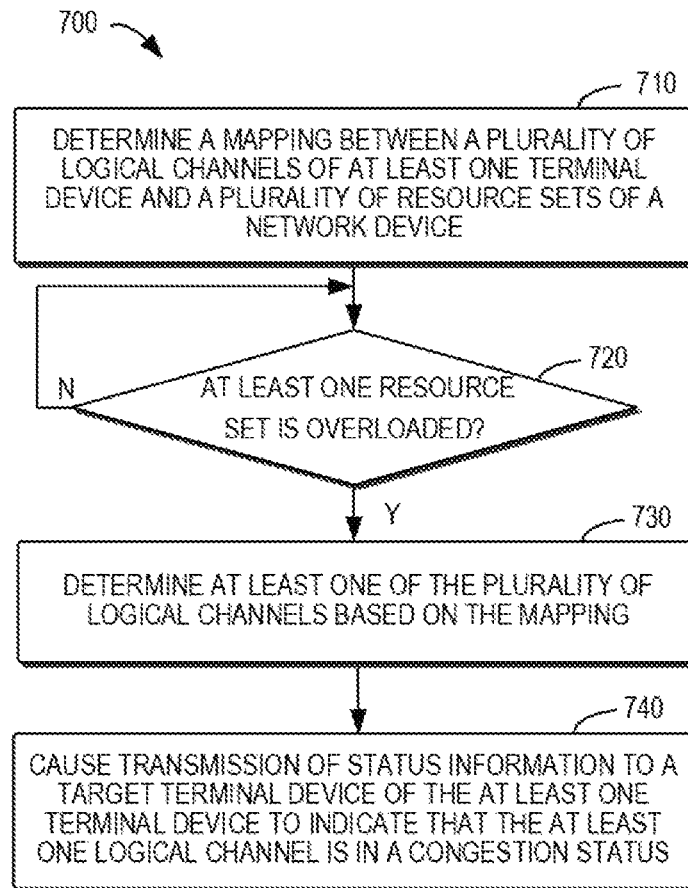 700
710
DETERMINE A MAPPING BETWEEN A PLURALITY OF
LOGICAL CHANNELS OF AT LEAST ONE TERMINAL
DEVICE AND A PLURALITY OF RESOURCE SETS OF A
NETWORK DEVICE
720
N
AT LEAST ONE RESOURCE
SET IS OVERLOADED?
Y
730
DETERMINE AT LEAST ONE OF THE PLURALITY OF
LOGICAL CHANNELS BASED ON THE MAPPING
740
CAUSE TRANSMISSION OF STATUS INFORMATION TO A
TARGET TERMINAL DEVICE OF THE AT LEAST ONE
TERMINAL DEVICE TO INDICATE THAT THE AT LEAST
ONE LOGICAL CHANNEL IS IN A CONGESTION STATUS